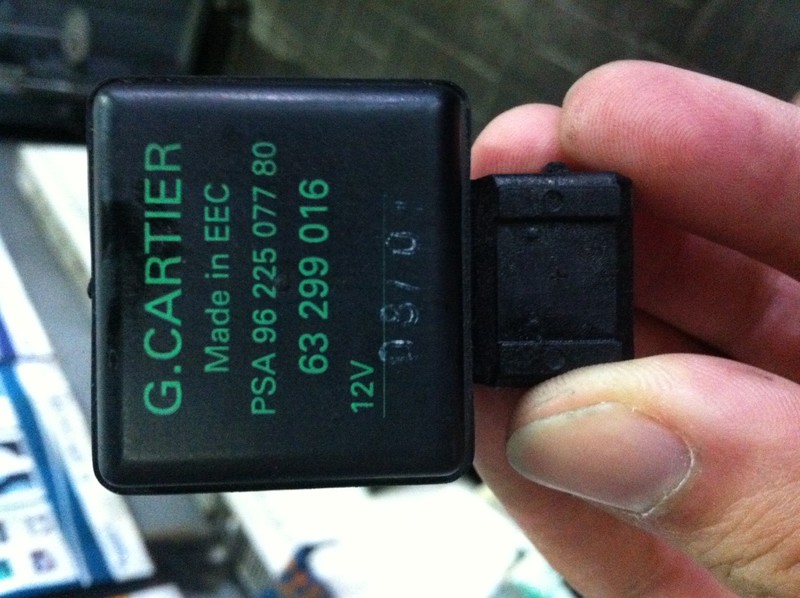 G.CARTIER
Made in EEC
PSA 96 225 077 80
63 299 016
12V